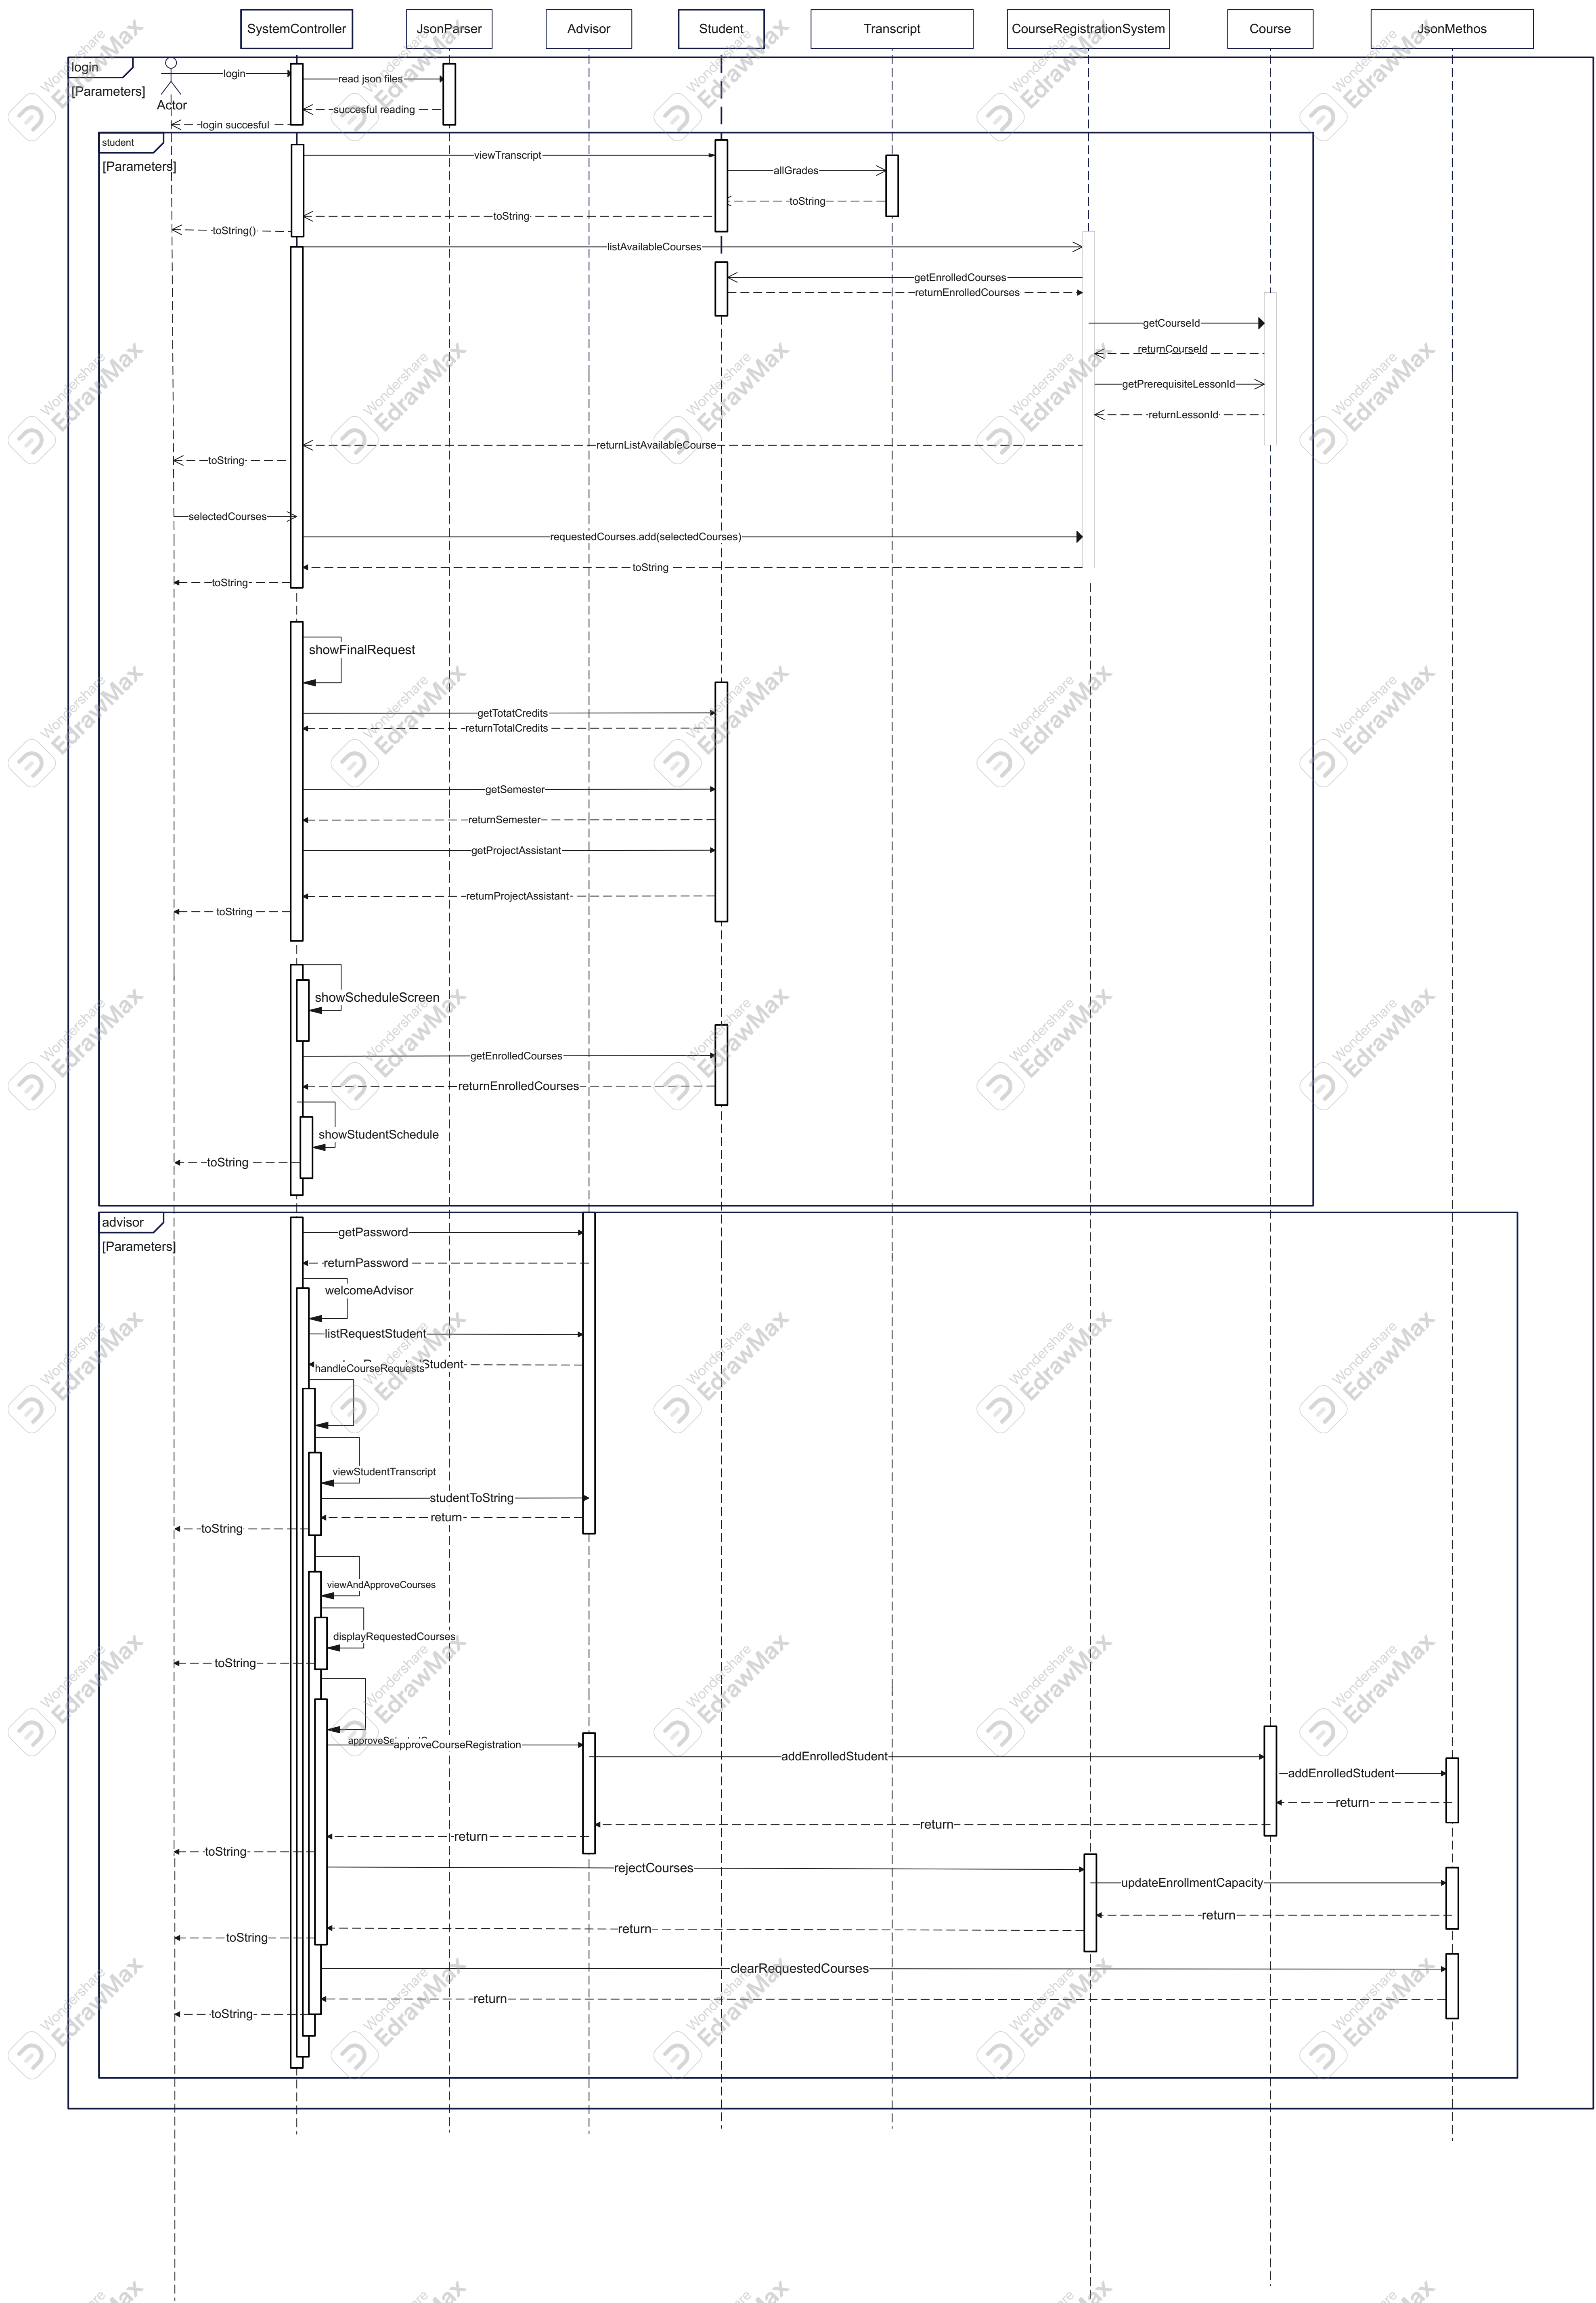 SystemController
JsonParser
Advisor
Student
Transcript
CourseRegistrationSystem
Course
JsonMethos
login
[Parameters]
Actor
login
read json files
succesful reading
login succesful
student
[Parameters]
viewTranscript
allGrades
toString
toString
toString()
listAvailableCourses
getEnrolledCourses
returnEnrolledCourses
getCourseId
returnCourseId
getPrerequisiteLessonId
returnLessonId
returnListAvailableCourse
toString
selectedCourses
requestedCourses.add(selectedCourses)
toString
toString
showFinalRequest
getTotatCredits
returnTotalCredits
getSemester
returnSemester
getProjectAssistant
returnProjectAssistant
toString
showScheduleScreen
getEnrolledCourses
returnEnrolledCourses
showStudentSchedule
toString
advisor
[Parameters]
getPassword
returnPassword
welcomeAdvisor
listRequestStudent
handleCourseRequests
viewStudentTranscript
studentToString
return
toString
viewAndApproveCourses
displayRequestedCourses
toString
approveCourseRegistration
addEnrolledStudent
addEnrolledStudent
return
return
return
toString
rejectCourses
updateEnrollmentCapacity
return
return
toString
clearRequestedCourses
return
toString
Wondershare
EdrawMax